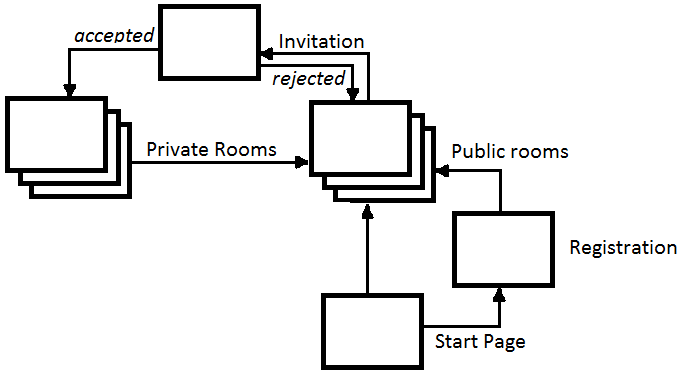 accepted
Invitation
rejected
Private Rooms
Public rooms
Registration
Start Page